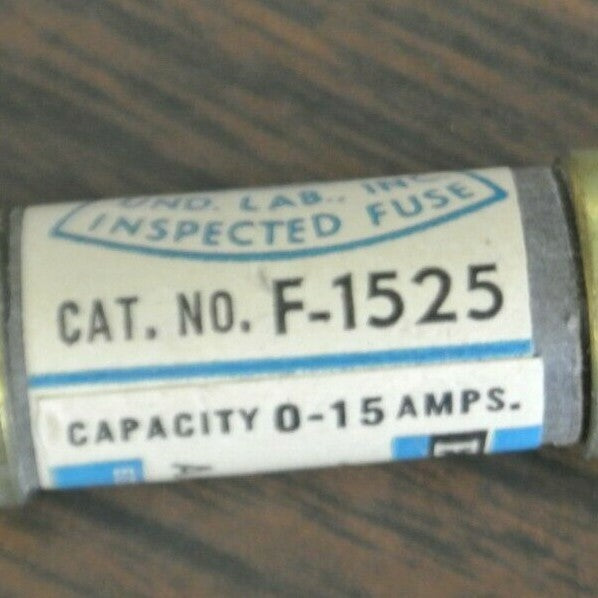 UND. LAB., INC.
INSPECTED FUSE
CAT. NO. F-1525
CAPACITY 0-15 AMPS.